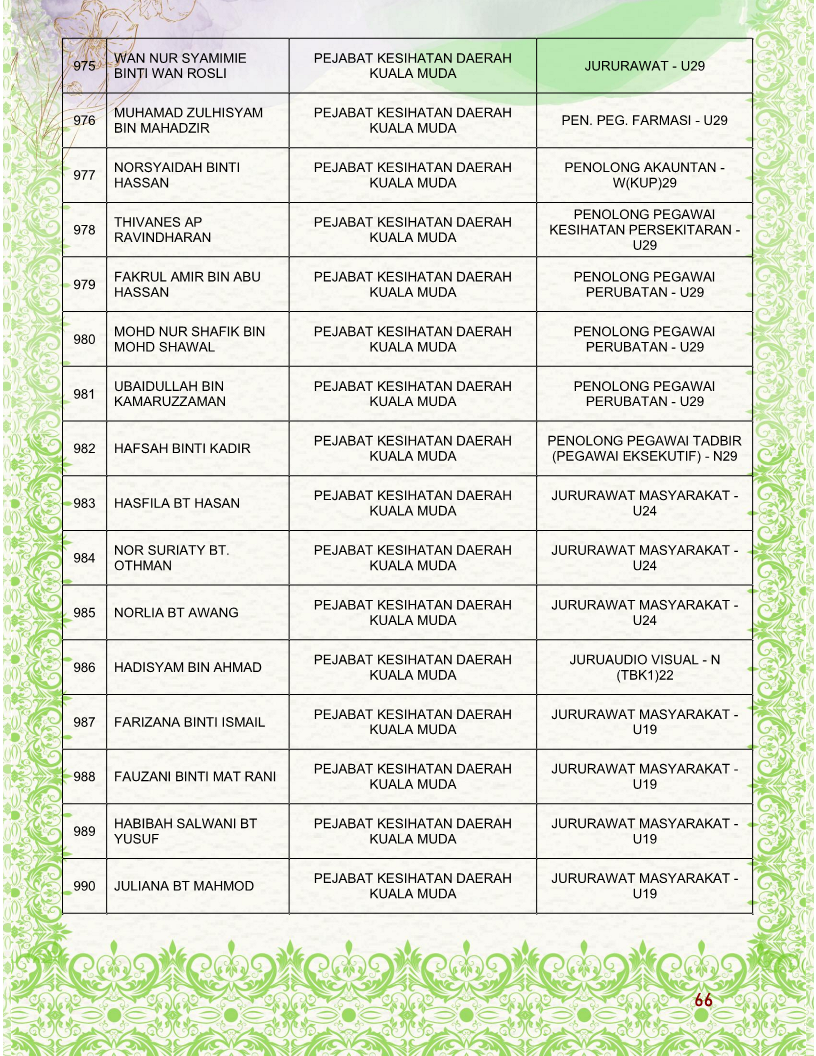 975
WAN NUR SYAMIMIE
BINTI WAN ROSLI
PEJABAT KESIHATAN DAERAH
KUALA MUDA
JURURAWAT - U29
976
MUHAMAD ZULHISYAM
BIN MAHADZIR
PEJABAT KESIHATAN DAERAH
KUALA MUDA
PEN. PEG. FARMASI - U29
977
NORSYAIDAH BINTI
HASSAN
PEJABAT KESIHATAN DAERAH
KUALA MUDA
PENOLONG AKAUNTAN -
W(KUP)29
978
THIVANES AP
RAVINDHARAN
PEJABAT KESIHATAN DAERAH
KUALA MUDA
PENOLONG PEGAWAI
KESIHATAN PERSEKITARAN -
U29
979
FAKRUL AMIR BIN ABU
HASSAN
PEJABAT KESIHATAN DAERAH
KUALA MUDA
PENOLONG PEGAWAI
PERUBATAN - U29
980
MOHD NUR SHAFIK BIN
MOHD SHAWAL
PEJABAT KESIHATAN DAERAH
KUALA MUDA
PENOLONG PEGAWAI
PERUBATAN - U29
981
UBAIDULLAH BIN
KAMARUZZAMAN
PEJABAT KESIHATAN DAERAH
KUALA MUDA
PENOLONG PEGAWAI
PERUBATAN - U29
982
HAFSAH BINTI KADIR
PEJABAT KESIHATAN DAERAH
KUALA MUDA
PENOLONG PEGAWAI TADBIR
(PEGAWAI EKSEKUTIF) - N29
983
HASFILA BT HASAN
PEJABAT KESIHATAN DAERAH
KUALA MUDA
JURURAWAT MASYARAKAT -
U24
984
NOR SURIATY BT.
OTHMAN
PEJABAT KESIHATAN DAERAH
KUALA MUDA
JURURAWAT MASYARAKAT -
U24
985
NORLIA BT AWANG
PEJABAT KESIHATAN DAERAH
KUALA MUDA
JURURAWAT MASYARAKAT -
U24
986
HADISYAM BIN AHMAD
PEJABAT KESIHATAN DAERAH
KUALA MUDA
JURUAUDIO VISUAL - N
(TBK1)22
987
FARIZANA BINTI ISMAIL
PEJABAT KESIHATAN DAERAH
KUALA MUDA
JURURAWAT MASYARAKAT -
U19
988
FAUZANI BINTI MAT RANI
PEJABAT KESIHATAN DAERAH
KUALA MUDA
JURURAWAT MASYARAKAT -
U19
989
HABIBAH SALWANI BT
YUSUF
PEJABAT KESIHATAN DAERAH
KUALA MUDA
JURURAWAT MASYARAKAT -
U19
990
JULIANA BT MAHMOD
PEJABAT KESIHATAN DAERAH
KUALA MUDA
JURURAWAT MASYARAKAT -
U19
66